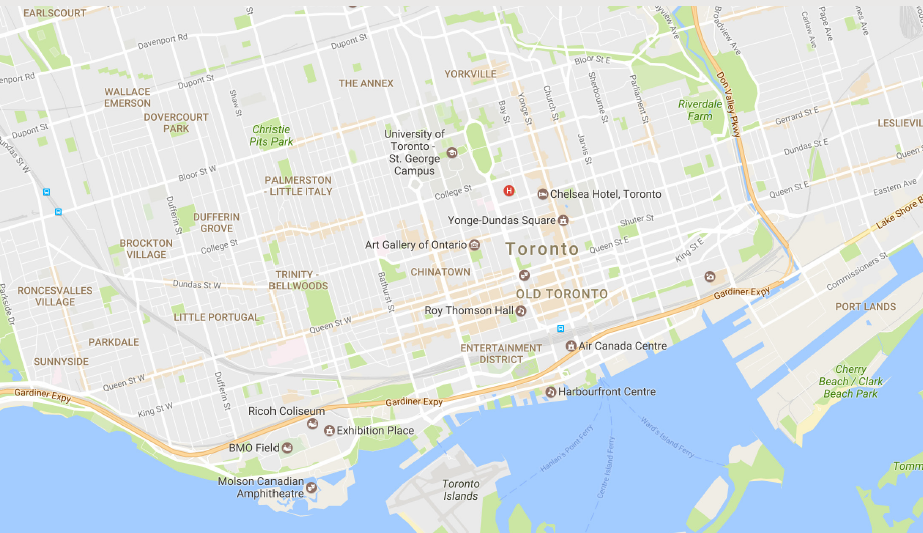 EARLSCOURT
Davenport Rd
Dupont St
Bloor St E
Broadview Ave
Carlaw Ave
Pape Ave
Don Valley Pkwy
THE ANNEX
YORKVILLE
Dupont St
WALLACE
EMERSON
Shaw St
Bay St
Yonge St
Church St
Sherbourne St
Parliament St
Riverdale
Farm
Gerrard St E
DOVERCOURT
PARK
Christie
Pits Park
University of
Toronto -
St. George
Campus
Jarvis St
LESLIEVIL
Dupont St
Dundas St W
Dundas St E
Queen S
Bloor St W
PALMERSTON
- LITTLE ITALY
College St
H
Chelsea Hotel, Toronto
Queen St E
Eastern Ave
Dufferin St
DUFFERIN
GROVE
Yonge-Dundas Square
Shuter St
Lake Shore B
BROCKTON
VILLAGE
College St
Art Gallery of Ontario
Toronto
Queen St E
King St E
Commissioners St
CHINATOWN
TRINITY -
BELLWOODS
Bathurst St
Dundas St W
RONCESVALLES
VILLAGE
Parkside Dr
OLD TORONTO
Gardiner Expy
PORT LANDS
LITTLE PORTUGAL
Queen St W
Roy Thomson Hall
PARKDALE
ENTERTAINMENT
DISTRICT
Air Canada Centre
SUNNYSIDE
Queen St W
Dufferin St
Cherry
Beach / Clark
Beach Park
Gardiner Expy
King St W
Gardiner Expy
Harbourfront Centre
Ricoh Coliseum
Exhibition Place
BMO Field
Hanlan's Point Ferry
Centre Island Ferry
Ward's Island Ferry
Molson Canadian
Amphitheatre
Toronto
Islands
Tomm